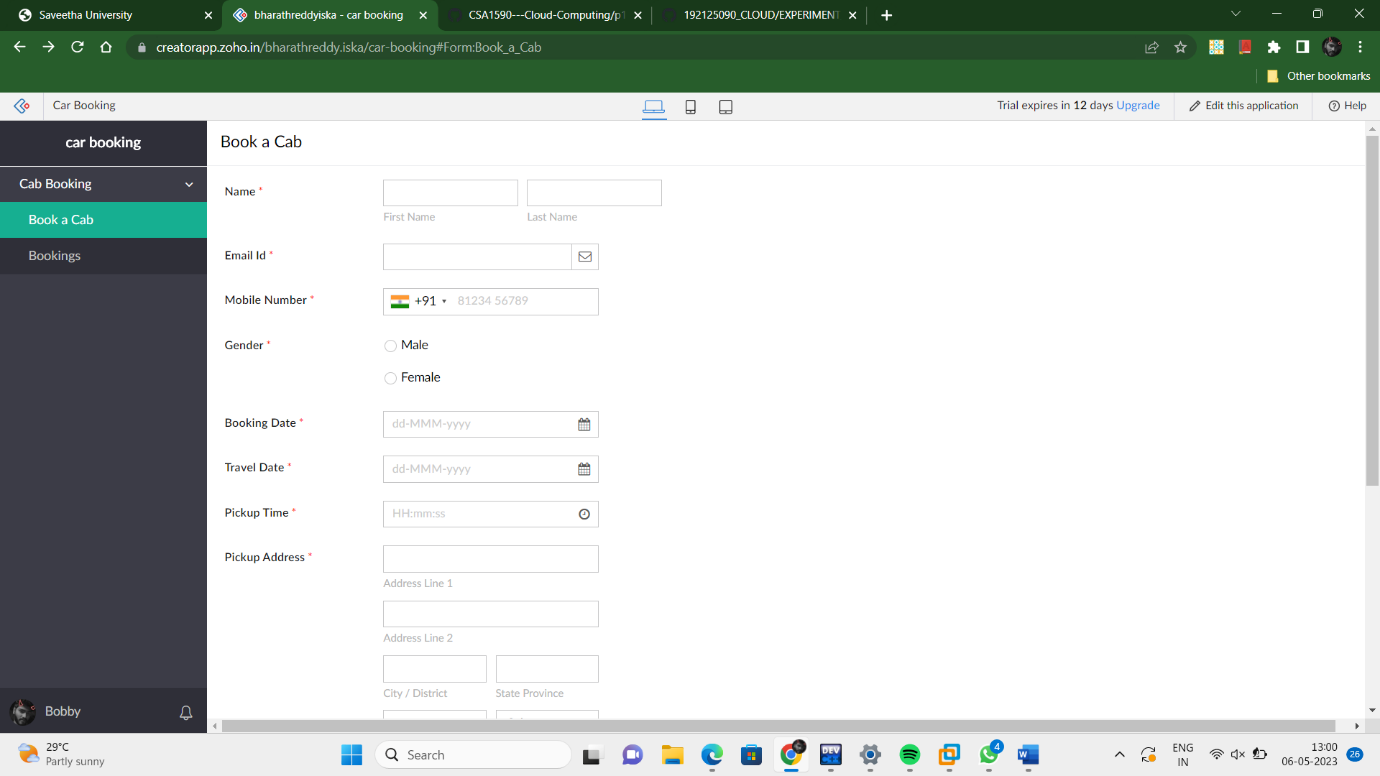 Saveetha University
bharathreddyiska - car booking
CSA1590---Cloud-Computing/p1
192125090_CLOUD/EXPERIMENT
creatorapp.zoho.in/bharathreddy.iska/car-booking#Form:Book_a_Cab
Other bookmarks
Car Booking
Trial expires in 12 days Upgrade
Edit this application
Help
car booking
Book a Cab
Cab Booking
Book a Cab
Bookings
Name *
First Name
Last Name
Email Id *
Mobile Number *
+91
81234 56789
Gender *
Male
Female
Booking Date *
dd-MMM-yyyy
Travel Date *
dd-MMM-yyyy
Pickup Time *
HH:mm:ss
Pickup Address *
Address Line 1
Address Line 2
City / District
State Province
Bobby
29°C
Partly sunny
Search
DEV
4
ENG
IN
13:00
06-05-2023
26